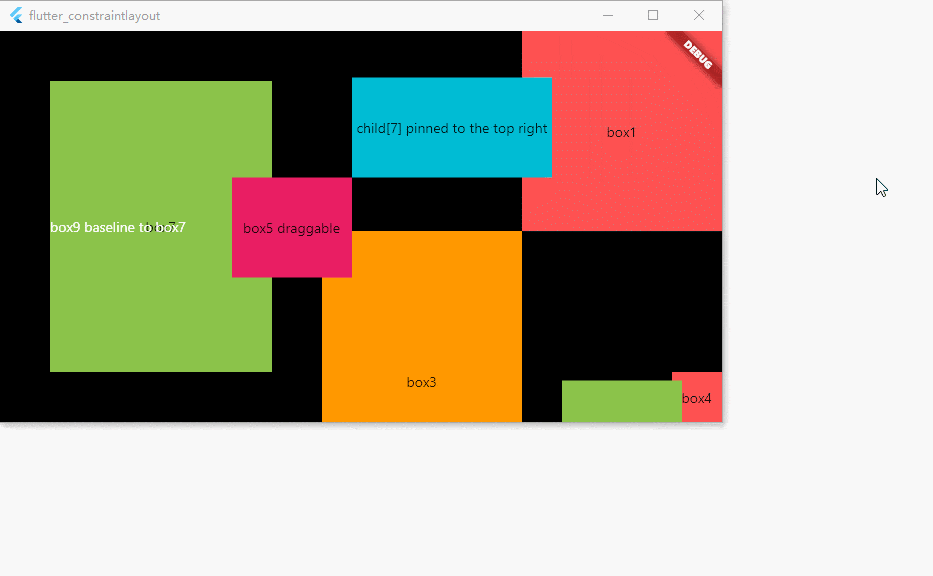 flutter_constraintlayout
DEBUG
child[7] pinned to the top right
box1
box9 baseline to box7
box5 draggable
box3
box4